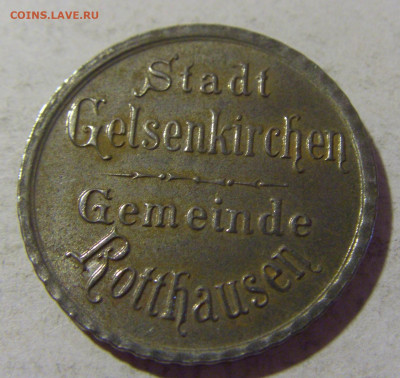 COINS.LAVE.RU
Stadt
Gelsenkirchen
Gemeinde
Rotthausen